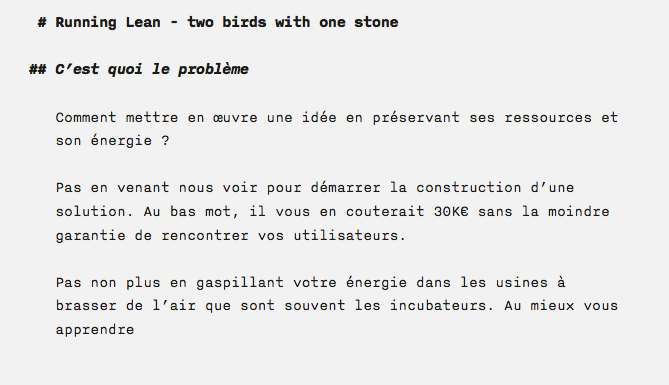 # Running Lean - two birds with one stone
## C’est quoi le problème
Comment mettre en œuvre une idée en préservant ses ressources et
son énergie ?
Pas en venant nous voir pour démarrer la construction d’une
solution. Au bas mot, il vous en couterait 30K€ sans la moindre
garantie de rencontrer vos utilisateurs.
Pas non plus en gaspillant votre énergie dans les usines à
brasser de l’air que sont souvent les incubateurs. Au mieux vous
apprendre